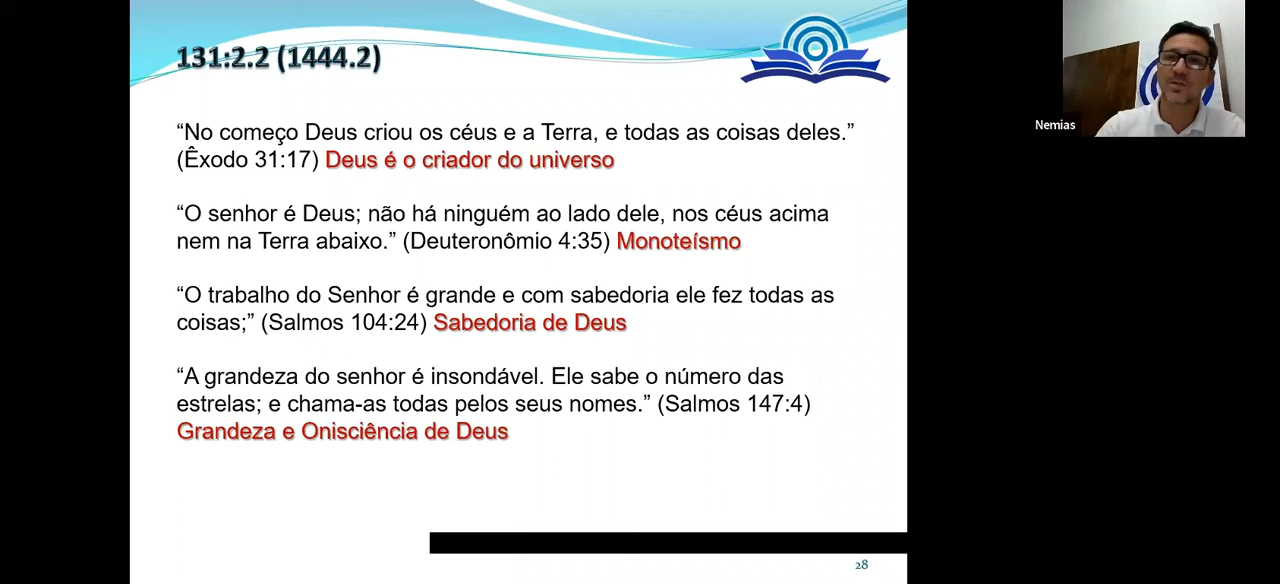 131:2.2 (1444.2)
“No começo Deus criou os céus e a Terra, e todas as coisas deles.”
(Êxodo 31:17) Deus é o criador do universo
“O senhor é Deus; não há ninguém ao lado dele, nos céus acima
nem na Terra abaixo.” (Deuteronômio 4:35) Monoteísmo
“O trabalho do Senhor é grande e com sabedoria ele fez todas as
coisas;” (Salmos 104:24) Sabedoria de Deus
“A grandeza do senhor é insondável. Ele sabe o número das
estrelas; e chama-as todas pelos seus nomes.” (Salmos 147:4)
Grandeza e Onisciência de Deus
28
Nemias